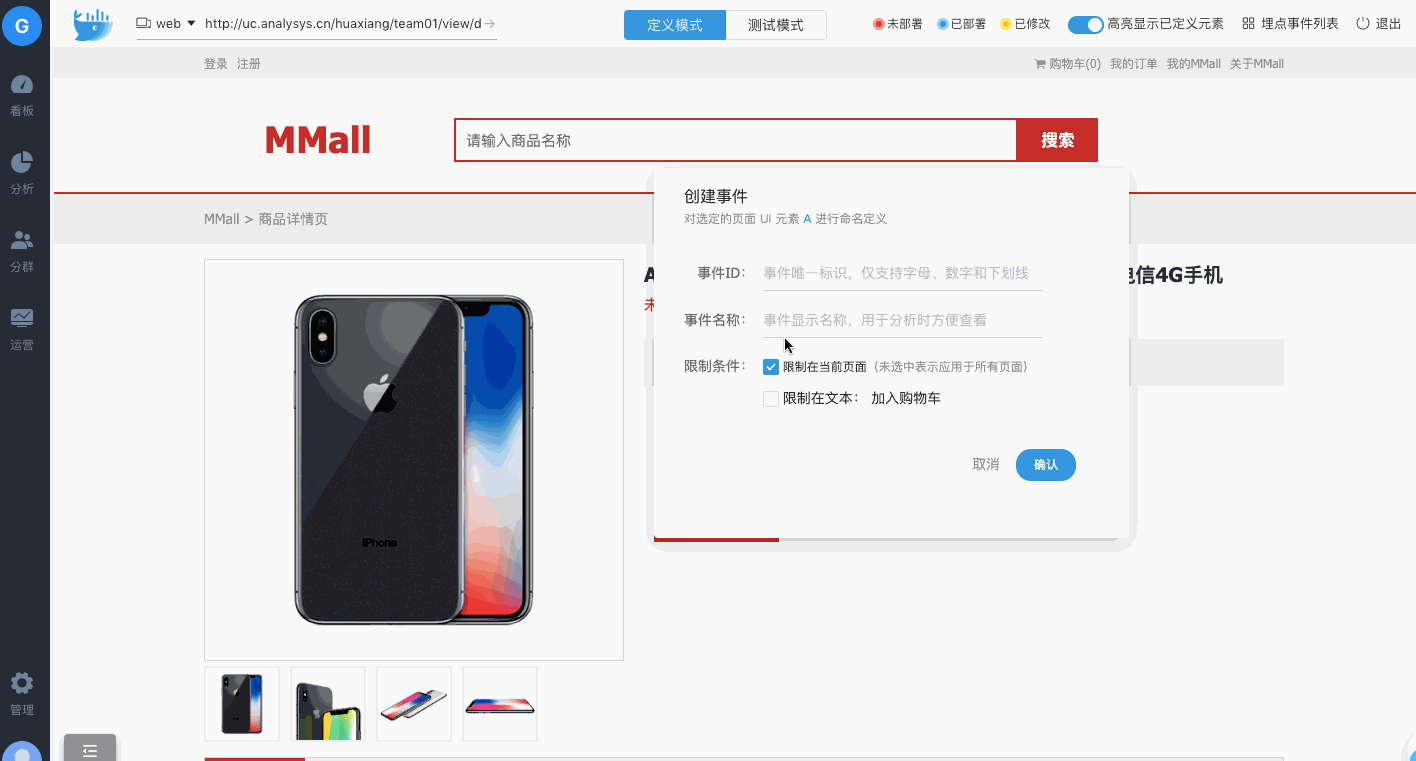 G
web http://uc.analysys.cn/huaxiang/team01/view/d
定义模式
测试模式
未部署
已部署
已修改
高亮显示已定义元素
埋点事件列表
退出
看板
分析
分群
运营
管理
登录 注册
购物车(0) 我的订单 我的MMall 关于MMall
MMall
请输入商品名称
搜索
MMall > 商品详情页
电信4G手机
创建事件
对选定的页面 UI 元素 A 进行命名定义
事件ID: 事件唯一标识，仅支持字母、数字和下划线
事件名称: 事件显示名称，用于分析时方便查看
限制条件: 限制在当前页面 (未选中表示应用于所有页面)
限制在文本: 加入购物车
取消
确认
iPhone